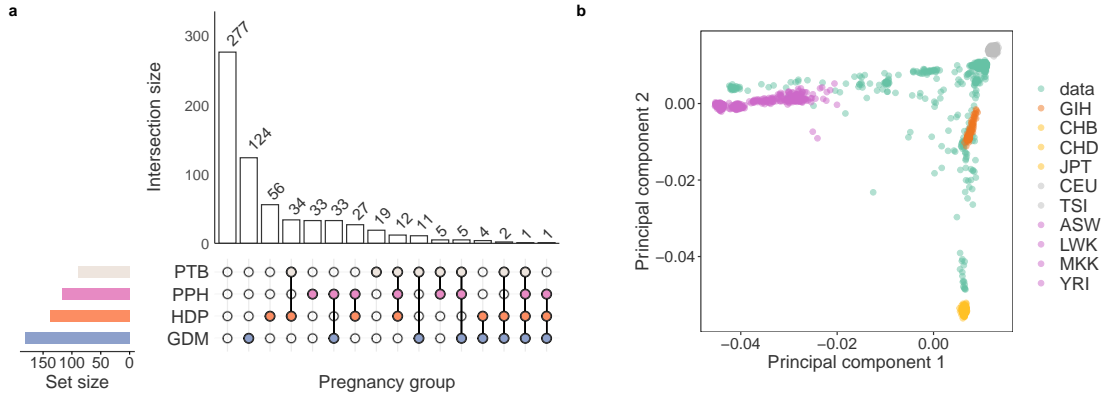 a
300
200
100
0
Intersection size
277
124
56
34
33
33
27
19
12
11
5
5
4
2
1
1
PTB
PPH
HDP
GDM
150 100 50 0
Set size
Pregnancy group
b
0.00
−0.02
−0.04
Principal component 2
−0.04 −0.02 0.00
Principal component 1
data
GIH
CHB
CHD
JPT
CEU
TSI
ASW
LWK
MKK
YRI